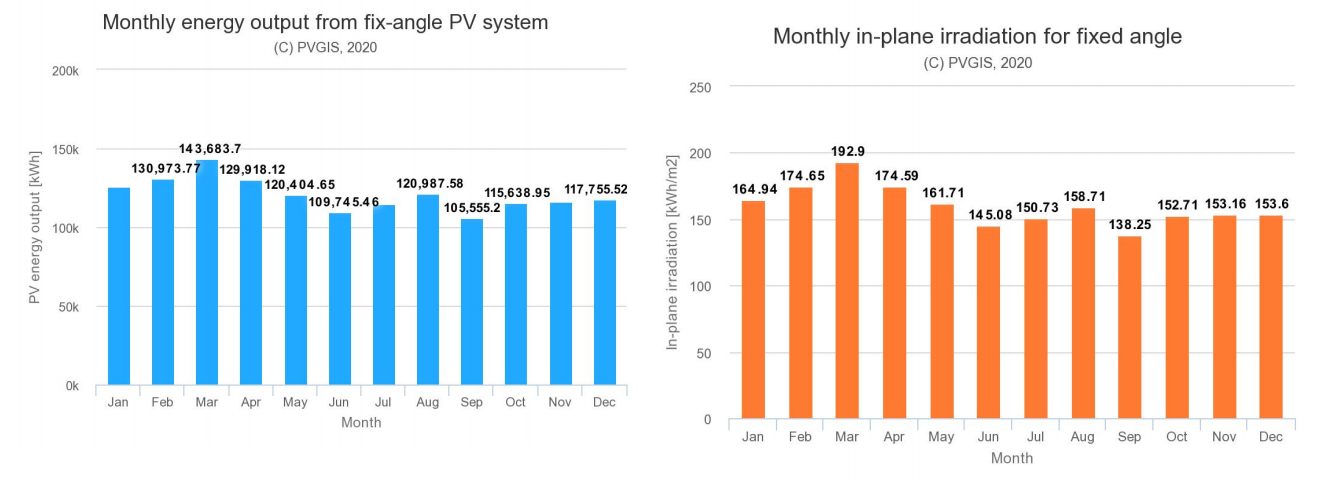 Monthly energy output from fix-angle PV system
(C) PVGIS, 2020
PV energy output [kWh]
200k
150k
100k
50k
0k
143,683.7
130,973.77
129,918.12
120,404.65
109,745.46
120,987.58
105,555.2
115,638.95
117,755.52
Jan Feb Mar Apr May Jun Jul Aug Sep Oct Nov Dec
Month
Monthly in-plane irradiation for fixed angle
(C) PVGIS, 2020
In-plane irradiation [kWh/m2]
250
200
150
100
50
0
164.94 174.65 192.9 174.59 161.71 145.08 150.73 158.71 138.25 152.71 153.16 153.6
Jan Feb Mar Apr May Jun Jul Aug Sep Oct Nov Dec
Month